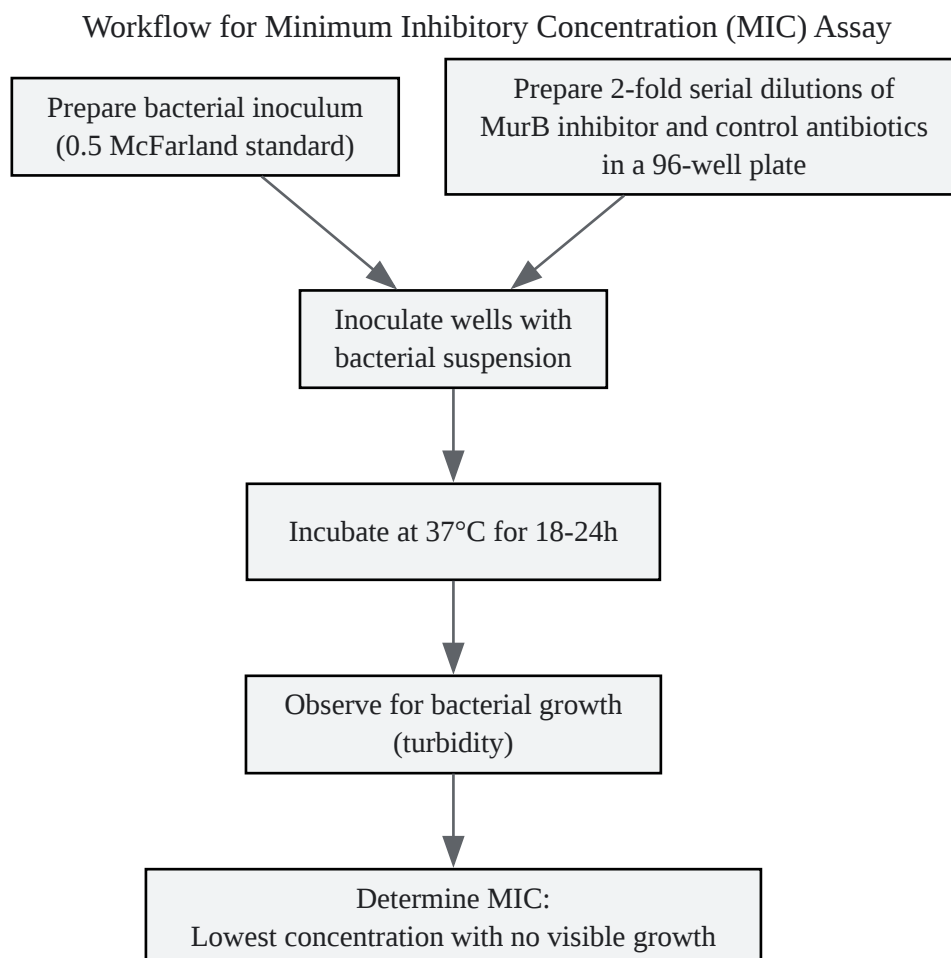 Workflow for Minimum Inhibitory Concentration (MIC) Assay
Prepare bacterial inoculum
(0.5 McFarland standard)
Prepare 2-fold serial dilutions of
MurB inhibitor and control antibiotics
in a 96-well plate
Inoculate wells with
bacterial suspension
Incubate at 37°C for 18-24h
Observe for bacterial growth
(turbidity)
Determine MIC:
Lowest concentration with no visible growth